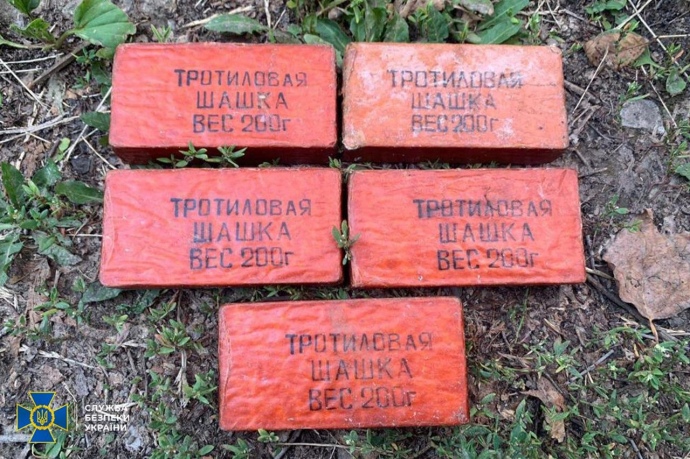 ТРОТИЛОВАЯ
ШАШКА
ВЕС 200г
ТРОТИЛОВАЯ
ШАШКА
ВЕС 200г
ТРОТИЛОВАЯ
ШАШКА
ВЕС 200г
ТРОТИЛОВАЯ
ШАШКА
ВЕС 200г
ТРОТИЛОВАЯ
ШАШКА
ВЕС 200г
СЛУЖБА
БЕЗПЕКИ
УКРАЇНИ